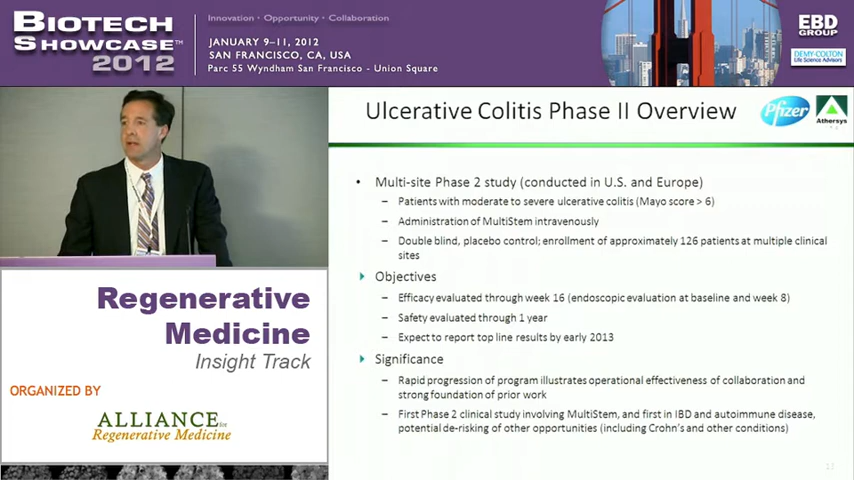 BIOTECH
SHOWCASE™
2012
Innovation · Opportunity · Collaboration
JANUARY 9–11, 2012
SAN FRANCISCO, CA, USA
Parc 55 Wyndham San Francisco - Union Square
EBD
GROUP
DEMY-COLTON
Life Science Advisors
Ulcerative Colitis Phase II Overview
Pfizer
Athersys
• Multi-site Phase 2 study (conducted in U.S. and Europe)
– Patients with moderate to severe ulcerative colitis (Mayo score > 6)
– Administration of MultiStem intravenously
– Double blind, placebo control; enrollment of approximately 126 patients at multiple clinical
sites
Objectives
– Efficacy evaluated through week 16 (endoscopic evaluation at baseline and week 8)
– Safety evaluated through 1 year
– Expect to report top line results by early 2013
Significance
– Rapid progression of program illustrates operational effectiveness of collaboration and
strong foundation of prior work
– First Phase 2 clinical study involving MultiStem, and first in IBD and autoimmune disease,
potential de-risking of other opportunities (including Crohn's and other conditions)
13
Regenerative
Medicine
Insight Track
ORGANIZED BY
ALLIANCE for
Regenerative Medicine